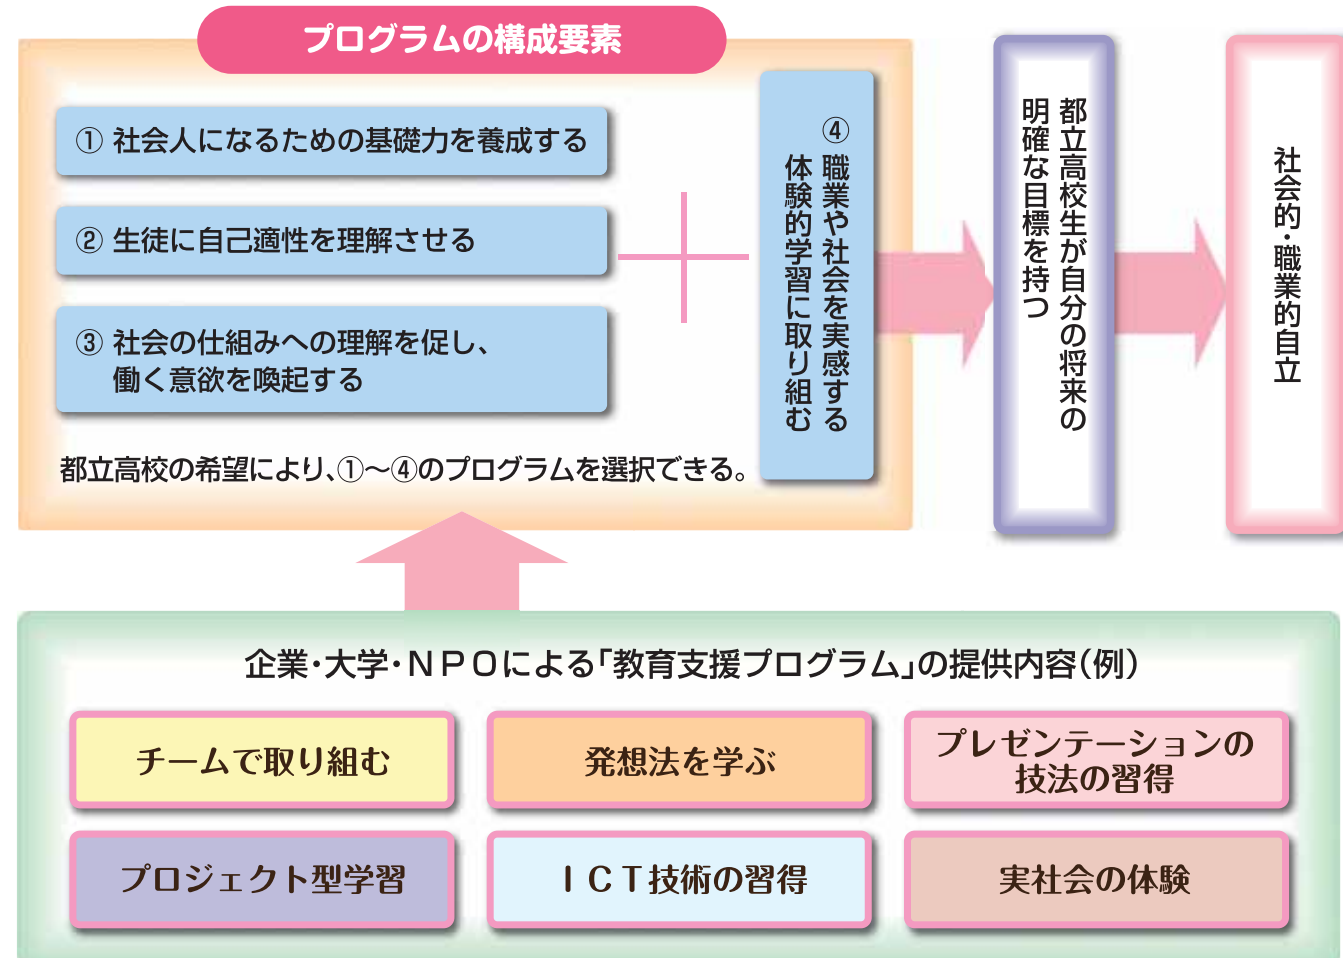 プログラムの構成要素
① 社会人になるための基礎力を養成する
② 生徒に自己適性を理解させる
③ 社会の仕組みへの理解を促し、
働く意欲を喚起する
④ 職業や社会を実感する
体験的学習に取り組む
都立高校の希望により、①～④のプログラムを選択できる。
都立高校生が自分の将来の
明確な目標を持つ
社会的・職業的自立
企業・大学・ＮＰＯによる「教育支援プログラム」の提供内容（例）
チームで取り組む
発想法を学ぶ
プレゼンテーションの
技法の習得
プロジェクト型学習
ＩＣＴ技術の習得
実社会の体験